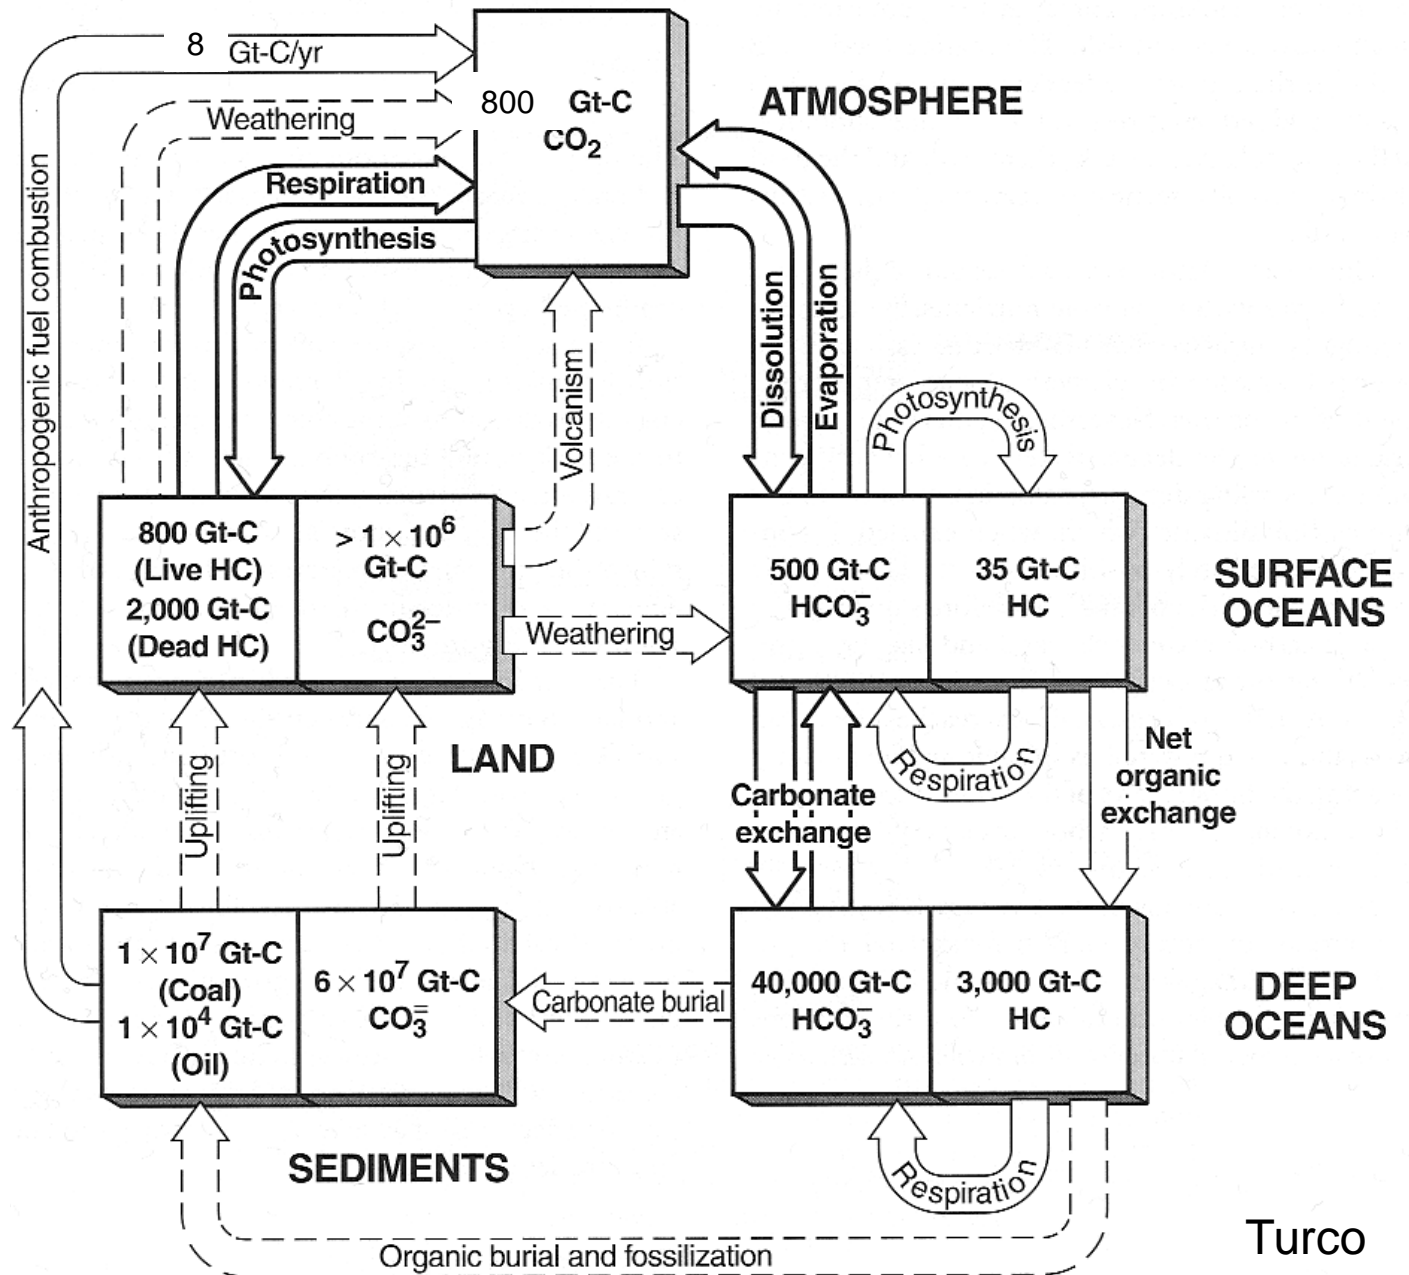 8 Gt-C/yr
Weathering
Respiration
Photosynthesis
800 Gt-C
CO₂
ATMOSPHERE
Anthropogenic fuel combustion
Volcanism
Dissolution
Evaporation
Photosynthesis
800 Gt-C
(Live HC)
2,000 Gt-C
(Dead HC)
> 1 × 10⁶
Gt-C
CO₃²⁻
Weathering
500 Gt-C
HCO₃⁻
35 Gt-C
HC
SURFACE
OCEANS
LAND
Uplifting
Uplifting
Carbonate
exchange
Respiration
Net
organic
exchange
1 × 10⁷ Gt-C
(Coal)
1 × 10⁴ Gt-C
(Oil)
6 × 10⁷ Gt-C
CO₃⁼
Carbonate burial
40,000 Gt-C
HCO₃⁻
3,000 Gt-C
HC
DEEP
OCEANS
SEDIMENTS
Respiration
Organic burial and fossilization
Turco